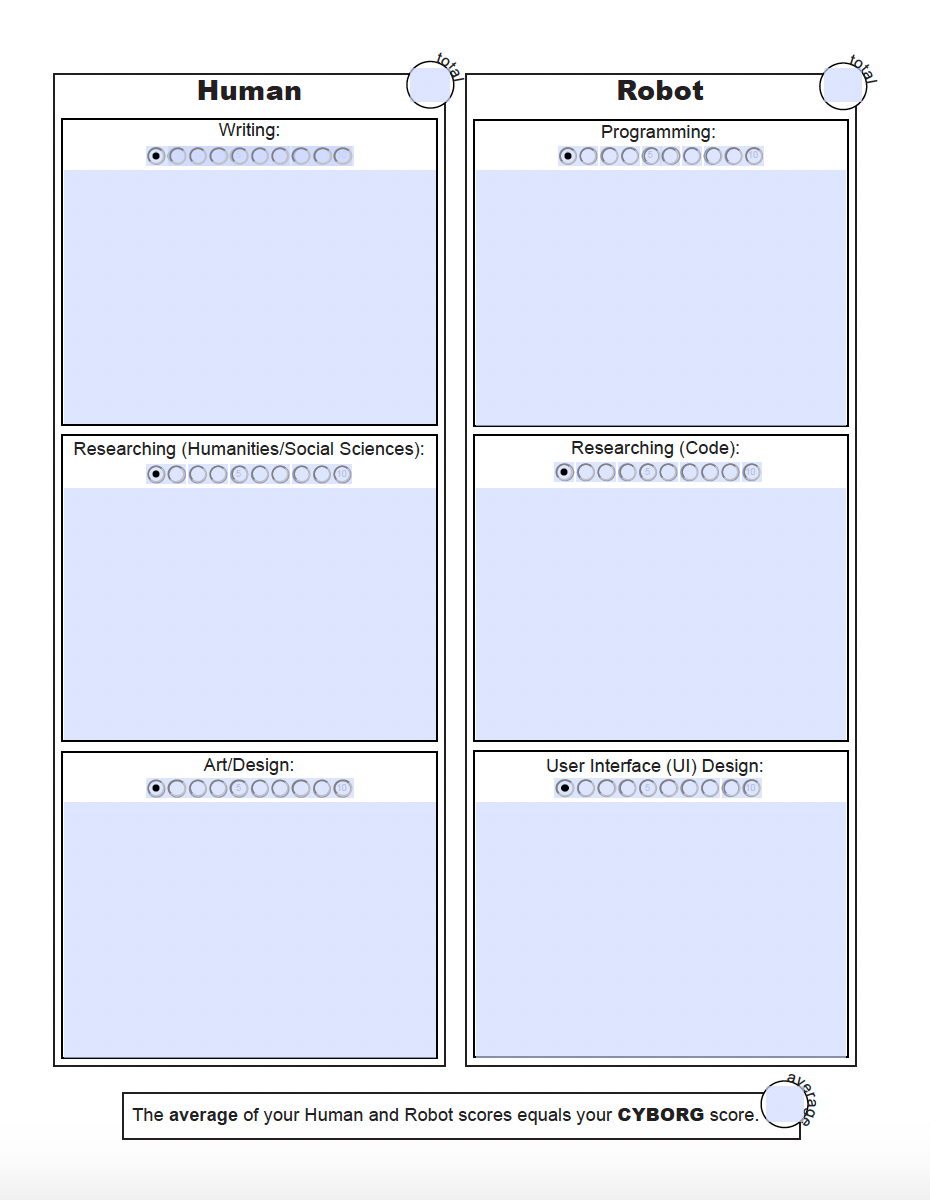 total
Human
Writing:
Researching (Humanities/Social Sciences):
5 10
Art/Design:
5 10
total
Robot
Programming:
5 10
Researching (Code):
5 10
User Interface (UI) Design:
5 10
The average of your Human and Robot scores equals your CYBORG score.
average